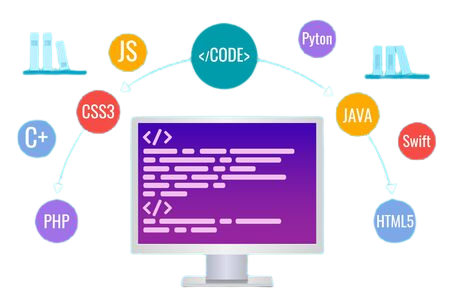 JS
</CODE>
Pyton
CSS3
JAVA
C+
Swift
</>
</>
PHP
HTML5